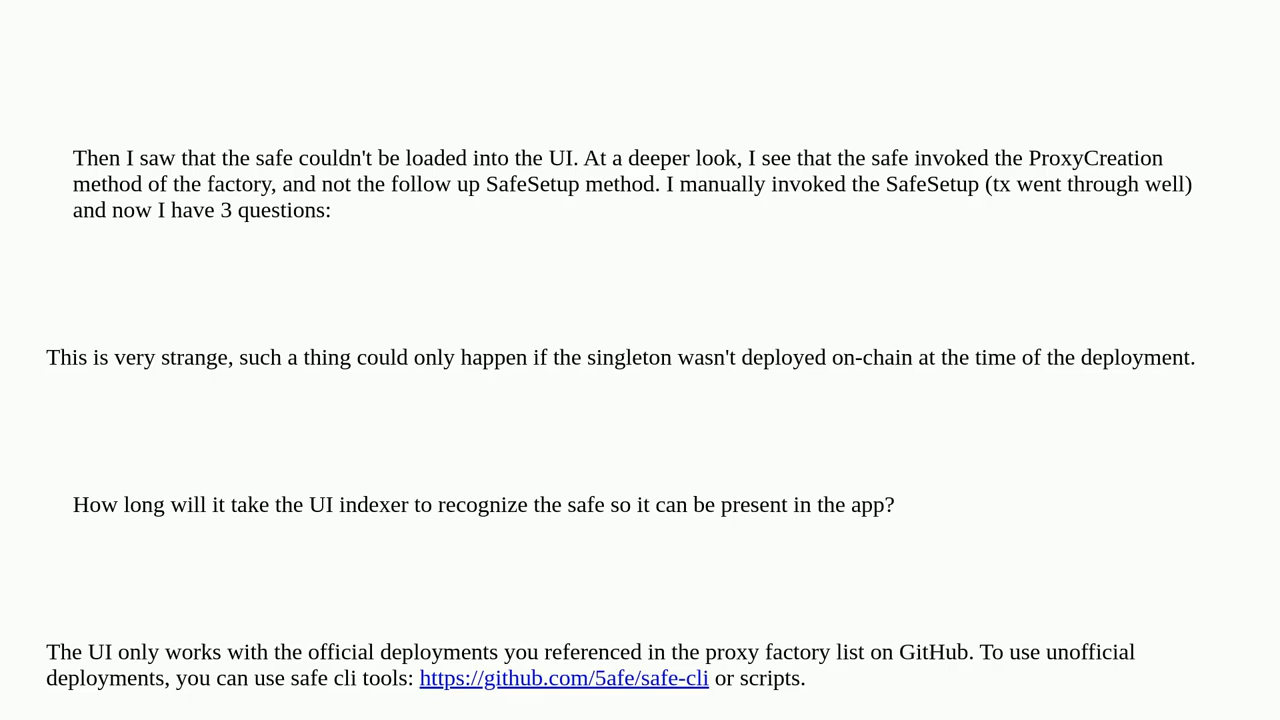 Then I saw that the safe couldn't be loaded into the UI. At a deeper look, I see that the safe invoked the ProxyCreation
method of the factory, and not the follow up SafeSetup method. I manually invoked the SafeSetup (tx went through well)
and now I have 3 questions:
This is very strange, such a thing could only happen if the singleton wasn't deployed on-chain at the time of the deployment.
How long will it take the UI indexer to recognize the safe so it can be present in the app?
The UI only works with the official deployments you referenced in the proxy factory list on GitHub. To use unofficial
deployments, you can use safe cli tools: https://github.com/5afe/safe-cli or scripts.